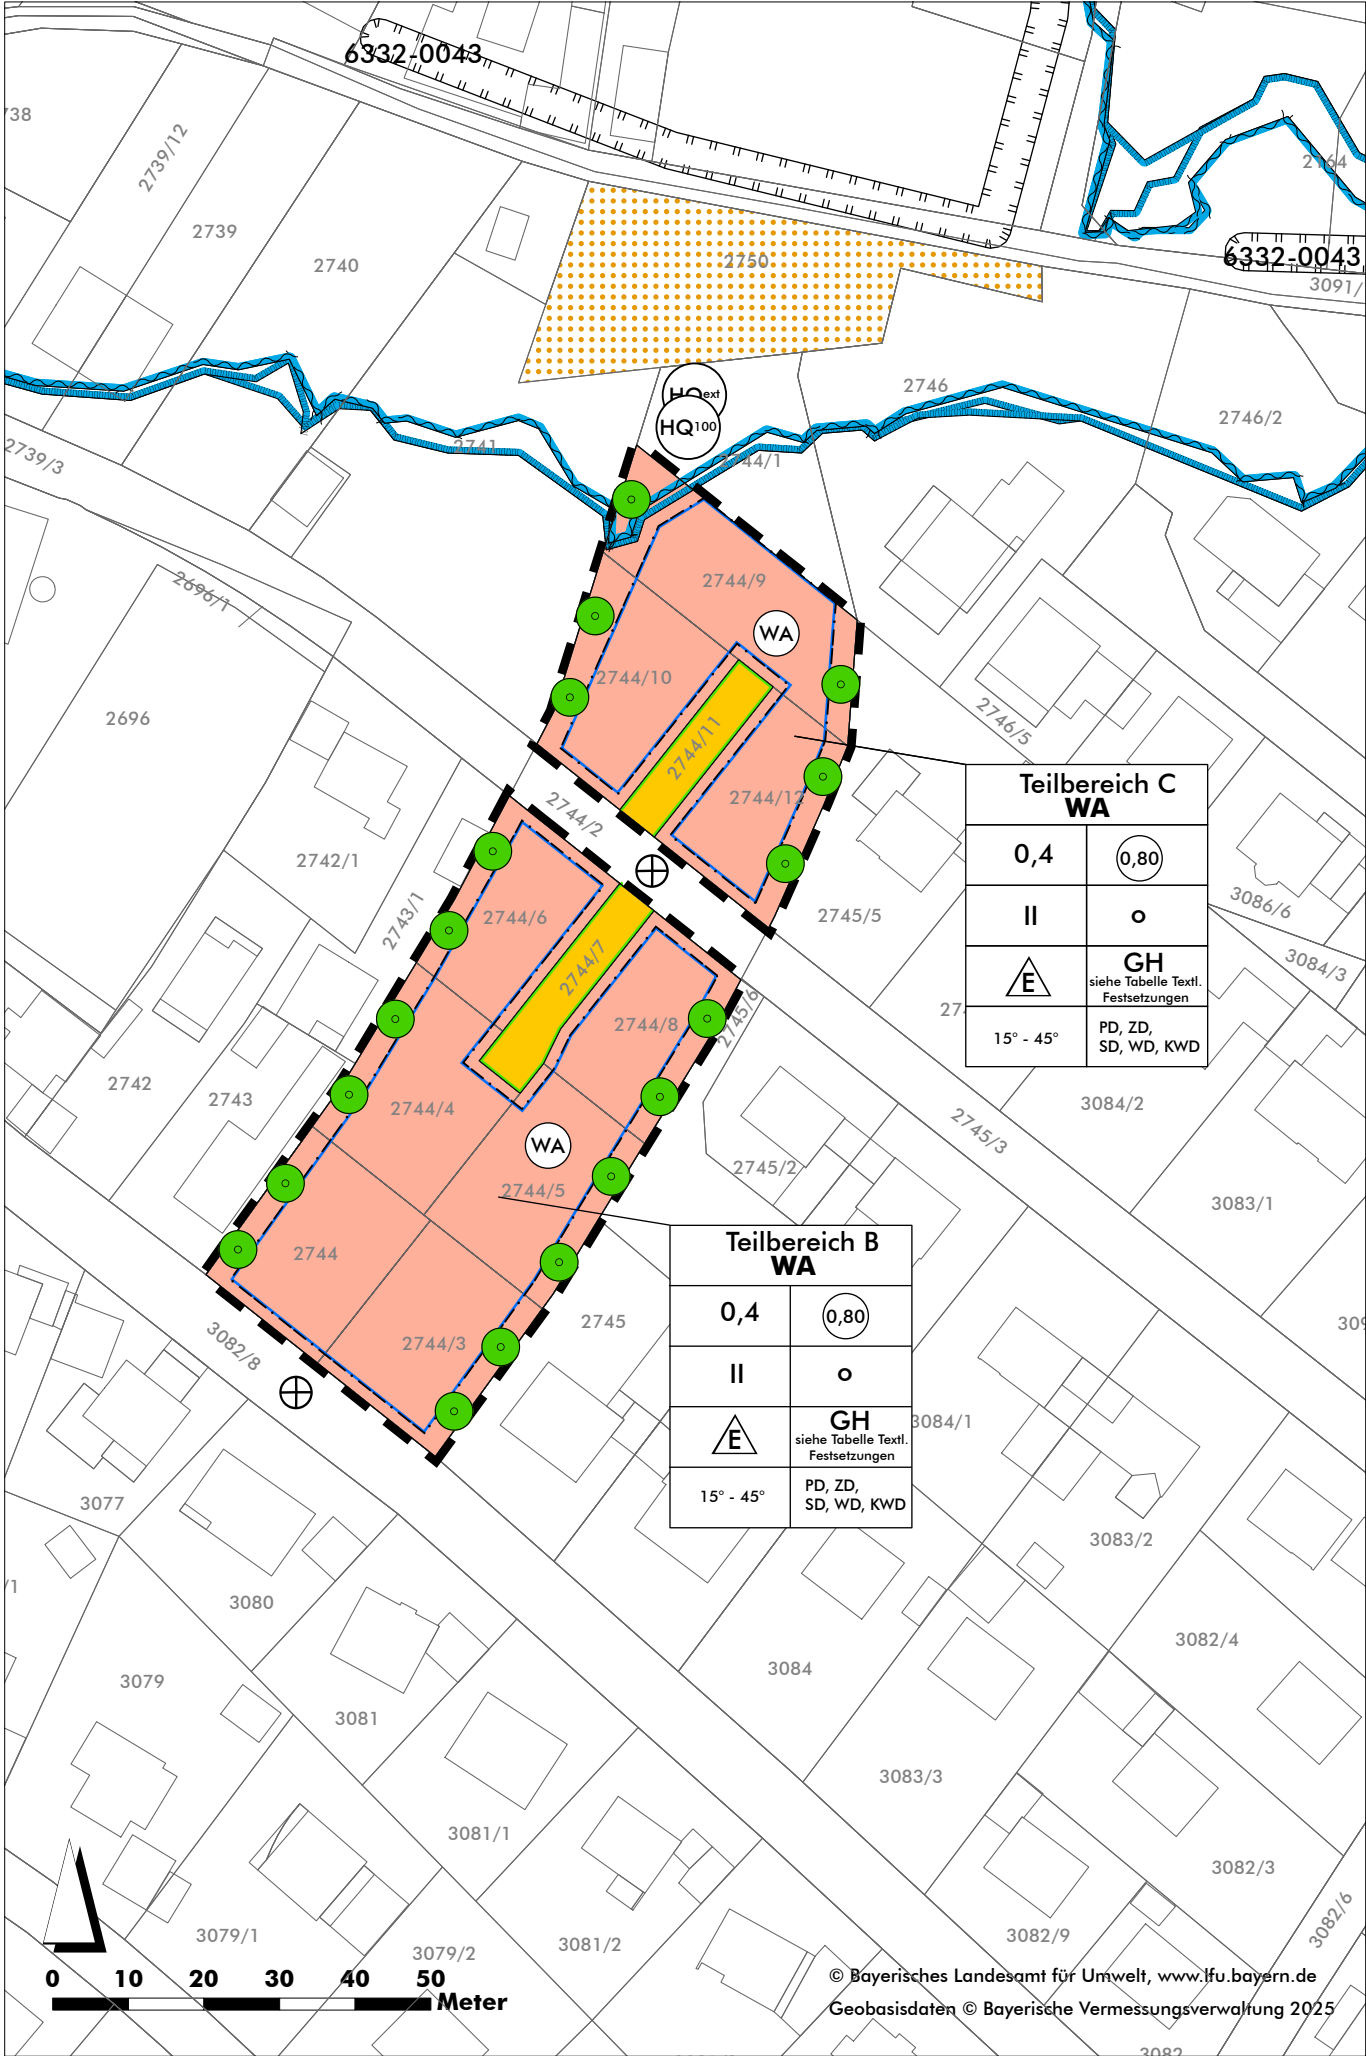 6332-0043
738
2739/12
2739
2740
2750
2164
6332-0043
3091/
HQext
HQ100
2746
2746/2
2739/3
2741
2744/1
2696/1
2744/9
WA
2744/10
2696
2744/11
2746/5
2744/12
2744/2
Teilbereich C
WA
0,4
0,80
II
o
E
GH
siehe Tabelle Textl.
Festsetzungen
15° - 45°
PD, ZD,
SD, WD, KWD
2742/1
2743/1
2744/6
2744/7
2745/5
3086/6
3084/3
2744/8
2745/6
2742
2743
2744/4
WA
2744/5
2745/2
2745/3
3084/2
3083/1
2744
2744/3
2745
3082/8
Teilbereich B
WA
0,4
0,80
II
o
E
GH
siehe Tabelle Textl.
Festsetzungen
15° - 45°
PD, ZD,
SD, WD, KWD
3084/1
3077
3083/2
/1
3080
3082/4
3079
3081
3084
3083/3
3081/1
3082/3
3079/1
3079/2
3081/2
3082/9
3082/6
0 10 20 30 40 50
Meter
© Bayerisches Landesamt für Umwelt, www.lfu.bayern.de
Geobasisdaten © Bayerische Vermessungsverwaltung 2025
3082